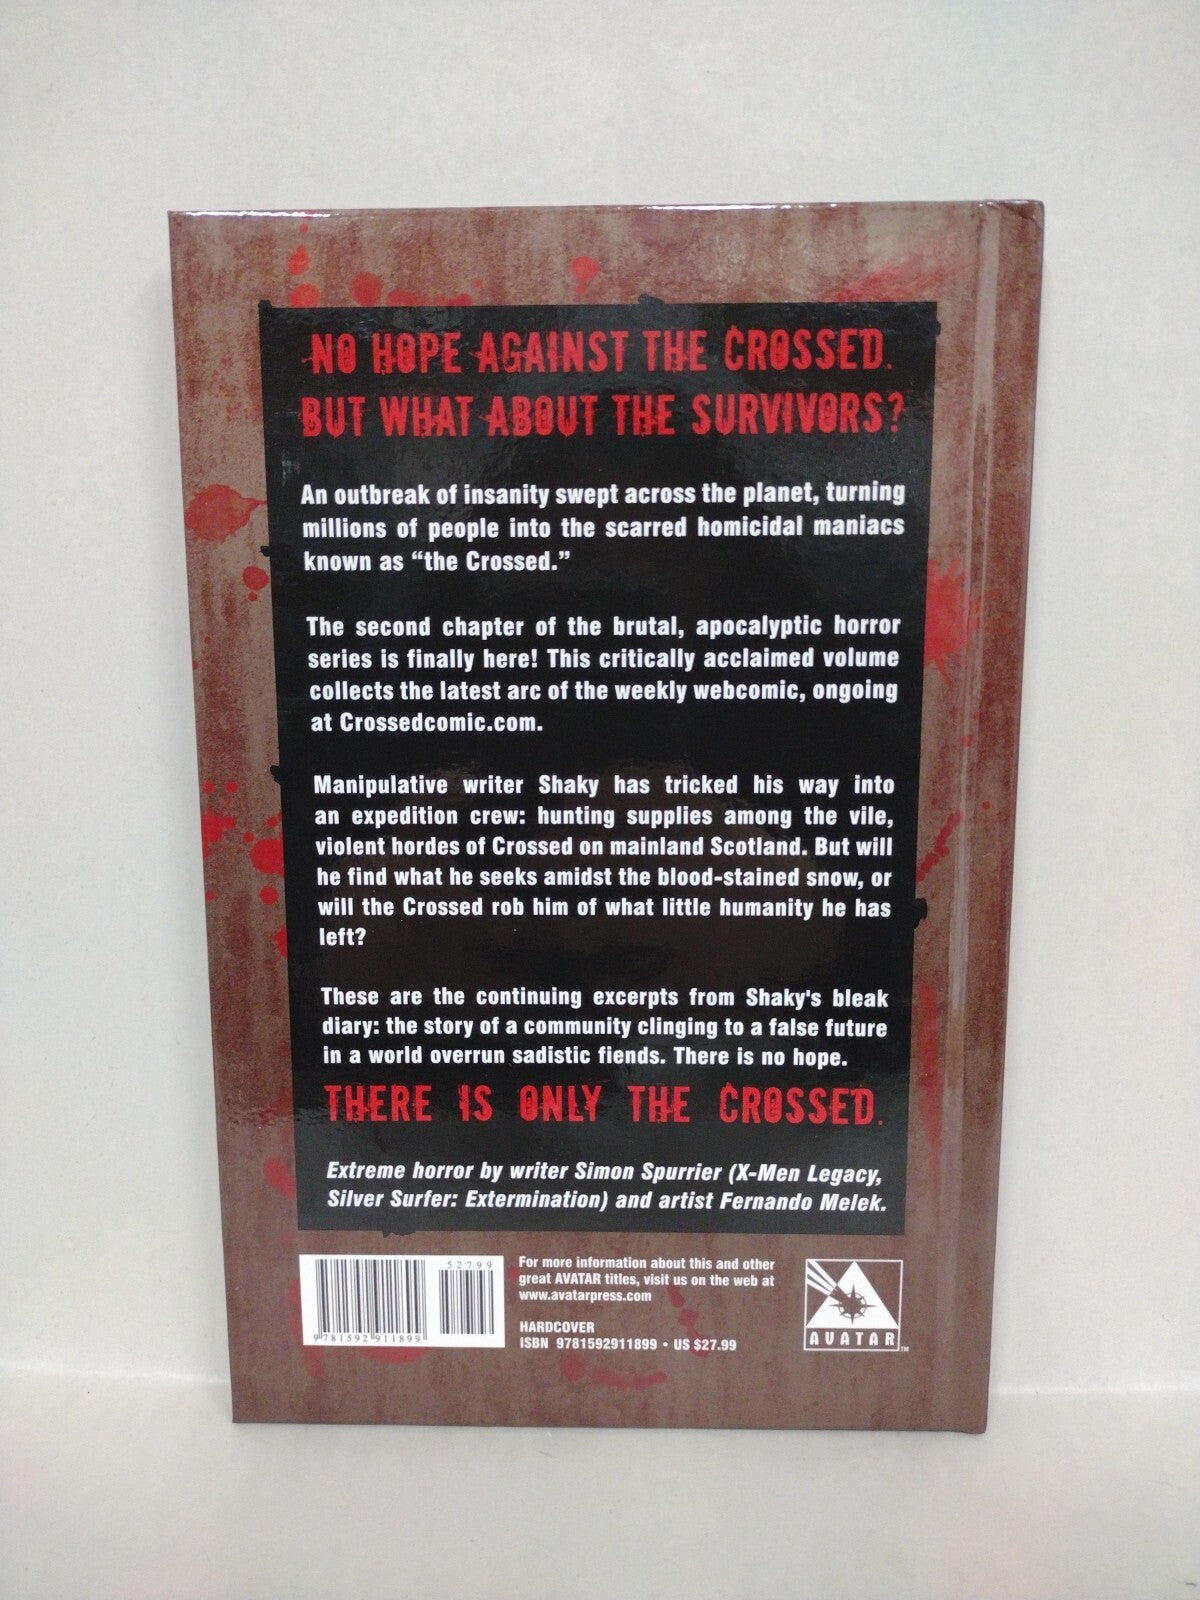 NO HOPE AGAINST THE CROSSED.
BUT WHAT ABOUT THE SURVIVORS?
An outbreak of insanity swept across the planet, turning
millions of people into the scarred homicidal maniacs
known as “the Crossed.”
The second chapter of the brutal, apocalyptic horror
series is finally here! This critically acclaimed volume
collects the latest arc of the weekly webcomic, ongoing
at Crossedcomic.com.
Manipulative writer Shaky has tricked his way into
an expedition crew: hunting supplies among the vile,
violent hordes of Crossed on mainland Scotland. But will
he find what he seeks amidst the blood-stained snow, or
will the Crossed rob him of what little humanity he has
left?
These are the continuing excerpts from Shaky's bleak
diary: the story of a community clinging to a false future
in a world overrun sadistic fiends. There is no hope.
THERE IS ONLY THE CROSSED.
Extreme horror by writer Simon Spurrier (X-Men Legacy,
Silver Surfer: Extermination) and artist Fernando Melek.
52799
9 781592 911899
For more information about this and other
great AVATAR titles, visit us on the web at
www.avatarpress.com
HARDCOVER
ISBN 9781592911899 • US $27.99
AVATAR™